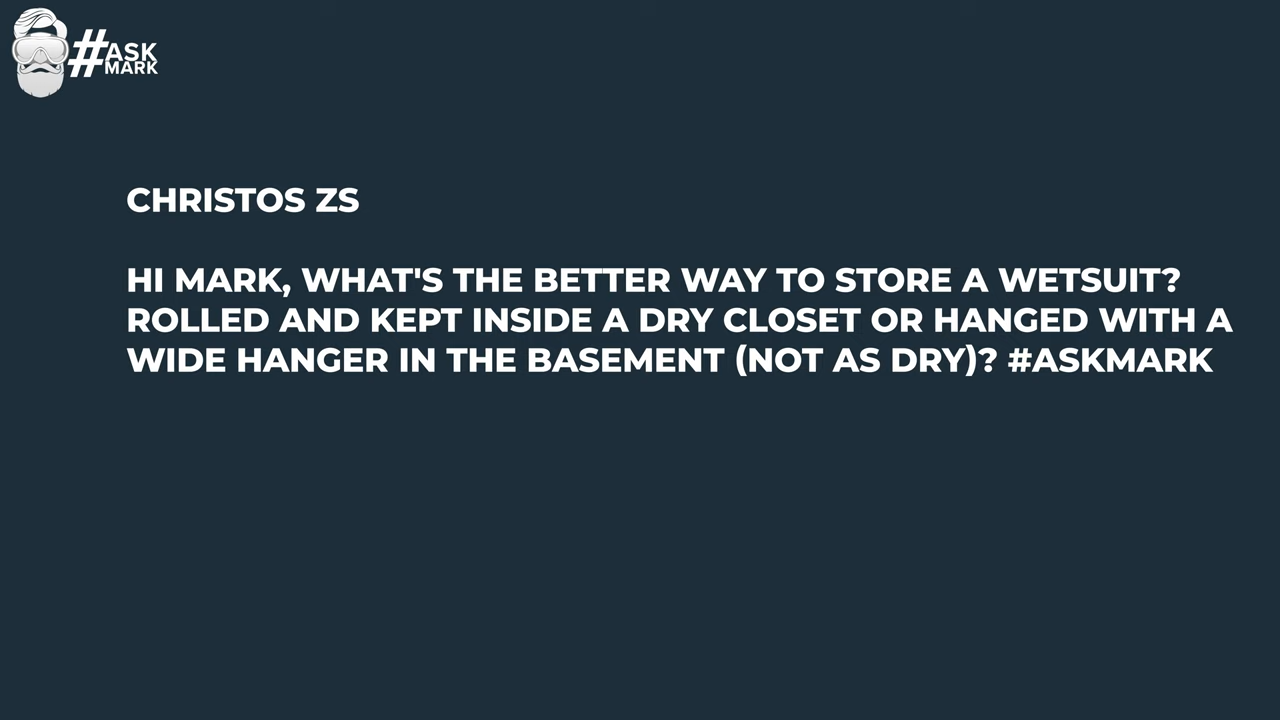 #ASK
MARK
CHRISTOS ZS
HI MARK, WHAT'S THE BETTER WAY TO STORE A WETSUIT?
ROLLED AND KEPT INSIDE A DRY CLOSET OR HANGED WITH A
WIDE HANGER IN THE BASEMENT (NOT AS DRY)? #ASKMARK